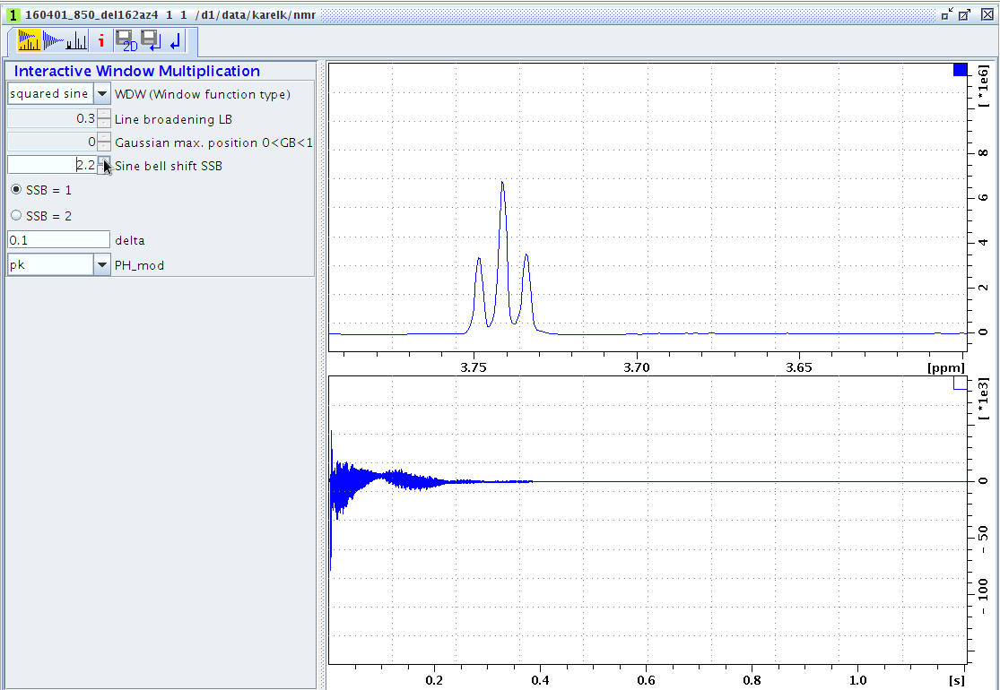 1 160401_850_del162az4 1 1 /d1/data/karelk/nmr
i 2D
Interactive Window Multiplication
squared sine WDW (Window function type)
0.3 Line broadening LB
0 Gaussian max. position 0<GB<1
2.2 Sine bell shift SSB
SSB = 1
SSB = 2
0.1 delta
pk PH_mod
[ *1e6]
8
6
4
2
0
3.75 3.70 3.65 [ppm]
[ *1e3]
0
- 50
- 100
0.2 0.4 0.6 0.8 1.0 [s]